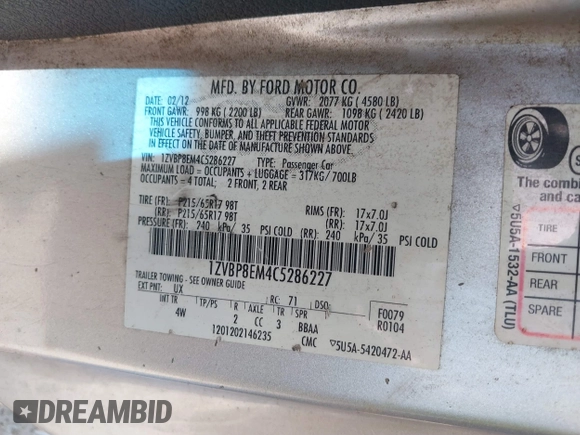 MFD. BY FORD MOTOR CO.
DATE: 02/12 GVWR: 2077 KG ( 4580 LB)
FRONT GAWR: 998 KG ( 2200 LB) REAR GAWR: 1098 KG ( 2420 LB)
THIS VEHICLE CONFORMS TO ALL APPLICABLE FEDERAL MOTOR
VEHICLE SAFETY, BUMPER, AND THEFT PREVENTION STANDARDS
IN EFFECT ON THE DATE OF MANUFACTURE SHOWN ABOVE.
VIN: 1ZVBP8EM4C5286227 TYPE: Passenger Car
MAXIMUM LOAD = OCCUPANTS + LUGGAGE = 317KG / 700LB
OCCUPANTS = 4 TOTAL; 2 FRONT, 2 REAR
TIRE (FR): P215/65R17 98T RIMS (FR): 17x7.0J
(RR): P215/65R17 98T (RR): 17x7.0J
PRESSURE (FR): 240 kPa/ 35 PSI COLD (RR): 240 kPa/ 35 PSI COLD
1ZVBP8EM4C5286227
TRAILER TOWING - SEE OWNER GUIDE
EXT PNT: UX RC: 71 DSO:
INT TR TP/PS R AXLE TR SPR
4W 2 CC 3 BBAA
F0079
R0104
1201202146235 CMC ▽5U5A-5420472-AA
▽5U5A-1532-AA (TLU)
The combined
and ca
TIRE
FRONT
REAR
SPARE
DREAMBID